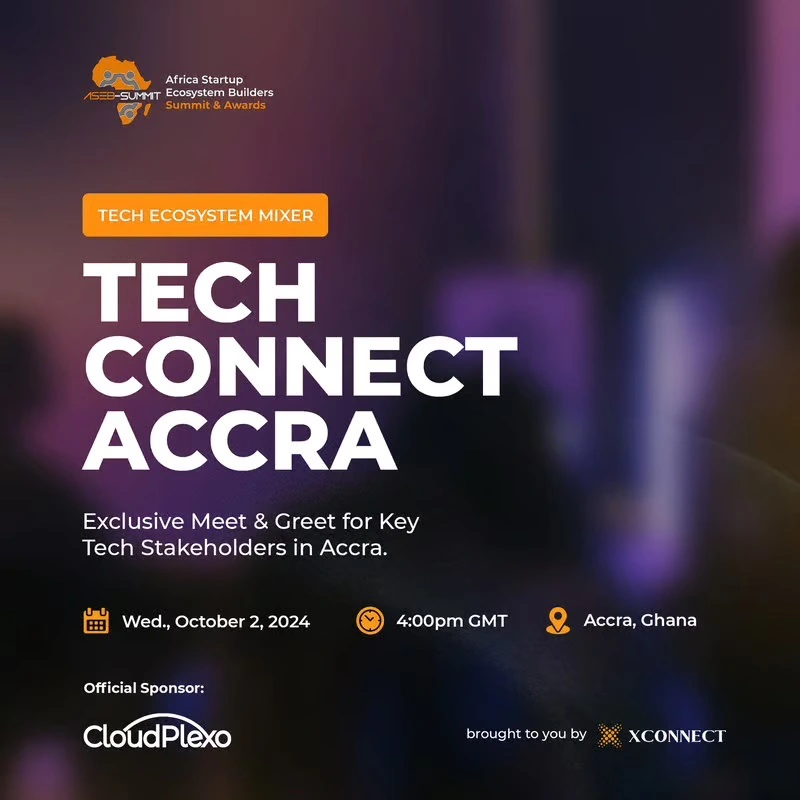 ASEB-SUMMIT
Africa Startup
Ecosystem Builders
Summit & Awards
TECH ECOSYSTEM MIXER
TECH
CONNECT
ACCRA
Exclusive Meet & Greet for Key
Tech Stakeholders in Accra.
Wed., October 2, 2024
4:00pm GMT
Accra, Ghana
Official Sponsor:
CloudPlexo
brought to you by XCONNECT